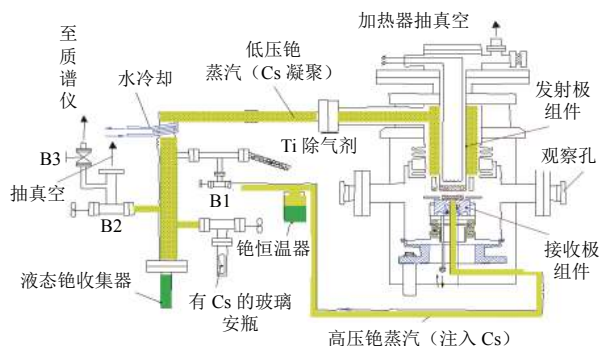 加热器抽真空
至
质
谱
仪
水冷却
低压铯
蒸汽（Cs 凝聚）
发射极
组件
Ti 除气剂
观察孔
B3
抽真空
B1
B2
铯恒温器
接收极
组件
液态铯收集器
有 Cs 的玻璃
安瓶
高压铯蒸汽（注入 Cs）